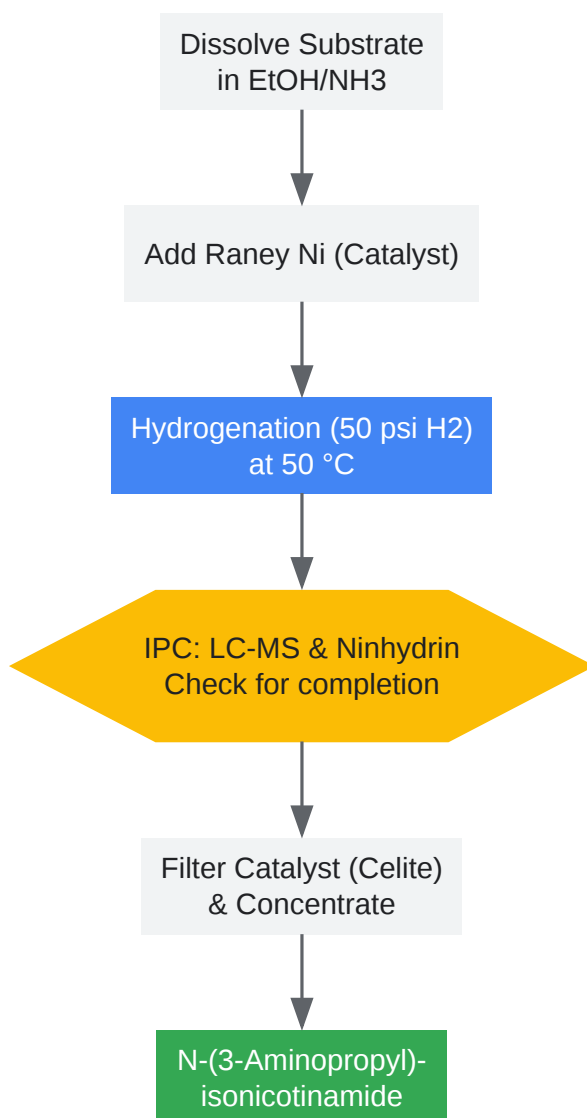 Dissolve Substrate
in EtOH/NH3
Add Raney Ni (Catalyst)
Hydrogenation (50 psi H2)
at 50 °C
IPC: LC-MS & Ninhydrin
Check for completion
Filter Catalyst (Celite)
& Concentrate
N-(3-Aminopropyl)-
isonicotinamide